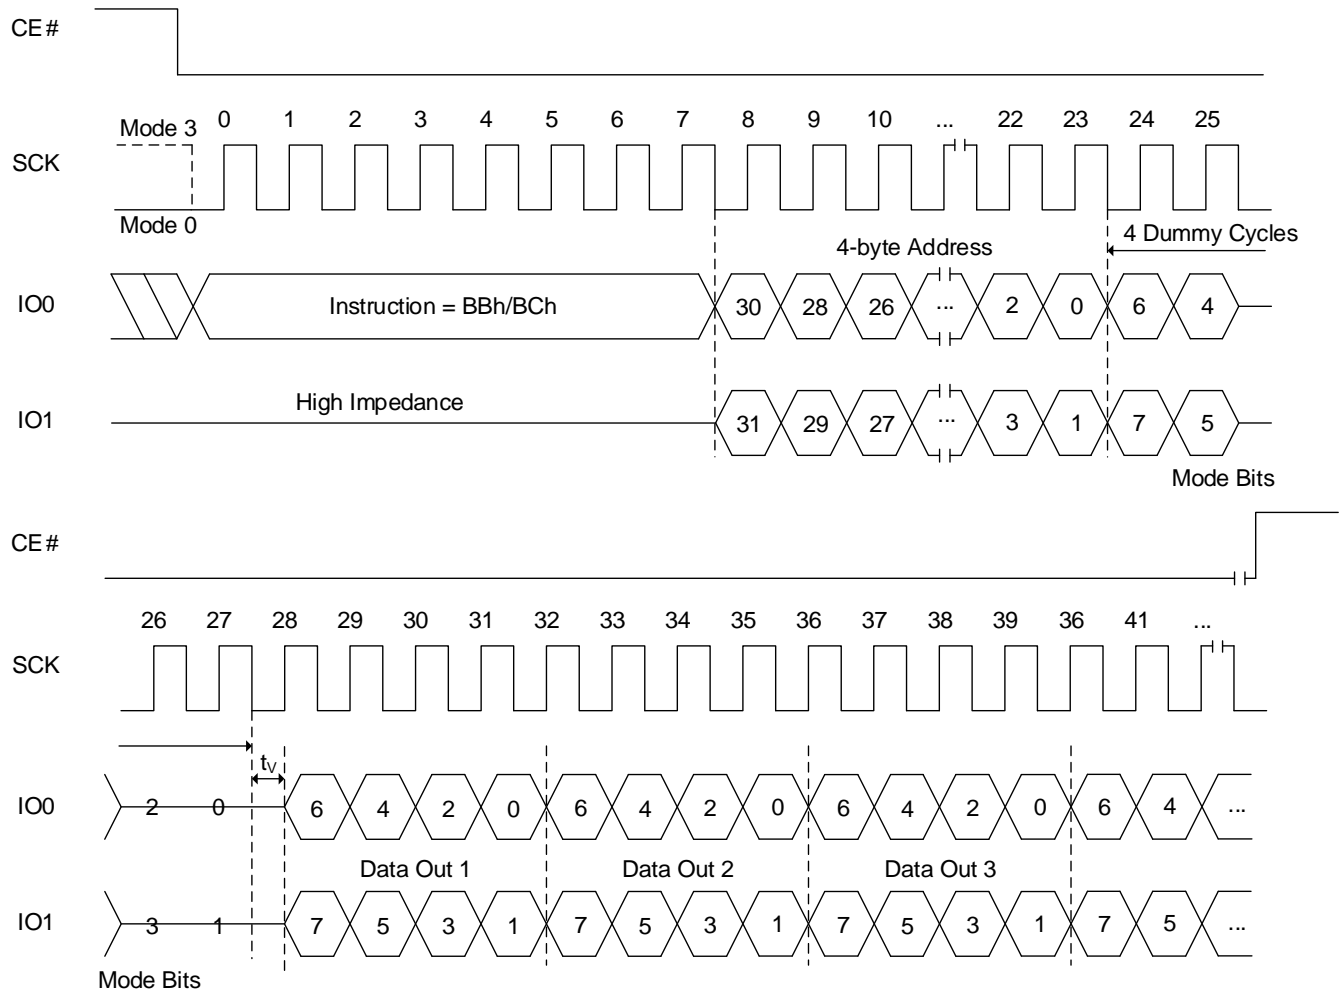 CE#
0 1 2 3 4 5 6 7 8 9 10 ... 22 23 24 25
Mode 3
SCK
Mode 0
4-byte Address
4 Dummy Cycles
IO0 Instruction = BBh/BCh 30 28 26 ... 2 0 6 4
High Impedance
IO1 31 29 27 ... 3 1 7 5
Mode Bits
CE#
26 27 28 29 30 31 32 33 34 35 36 37 38 39 36 41 ...
SCK
tV
IO0 2 0 6 4 2 0 6 4 2 0 6 4 2 0 6 4 ...
Data Out 1 Data Out 2 Data Out 3
IO1 3 1 7 5 3 1 7 5 3 1 7 5 3 1 7 5 ...
Mode Bits